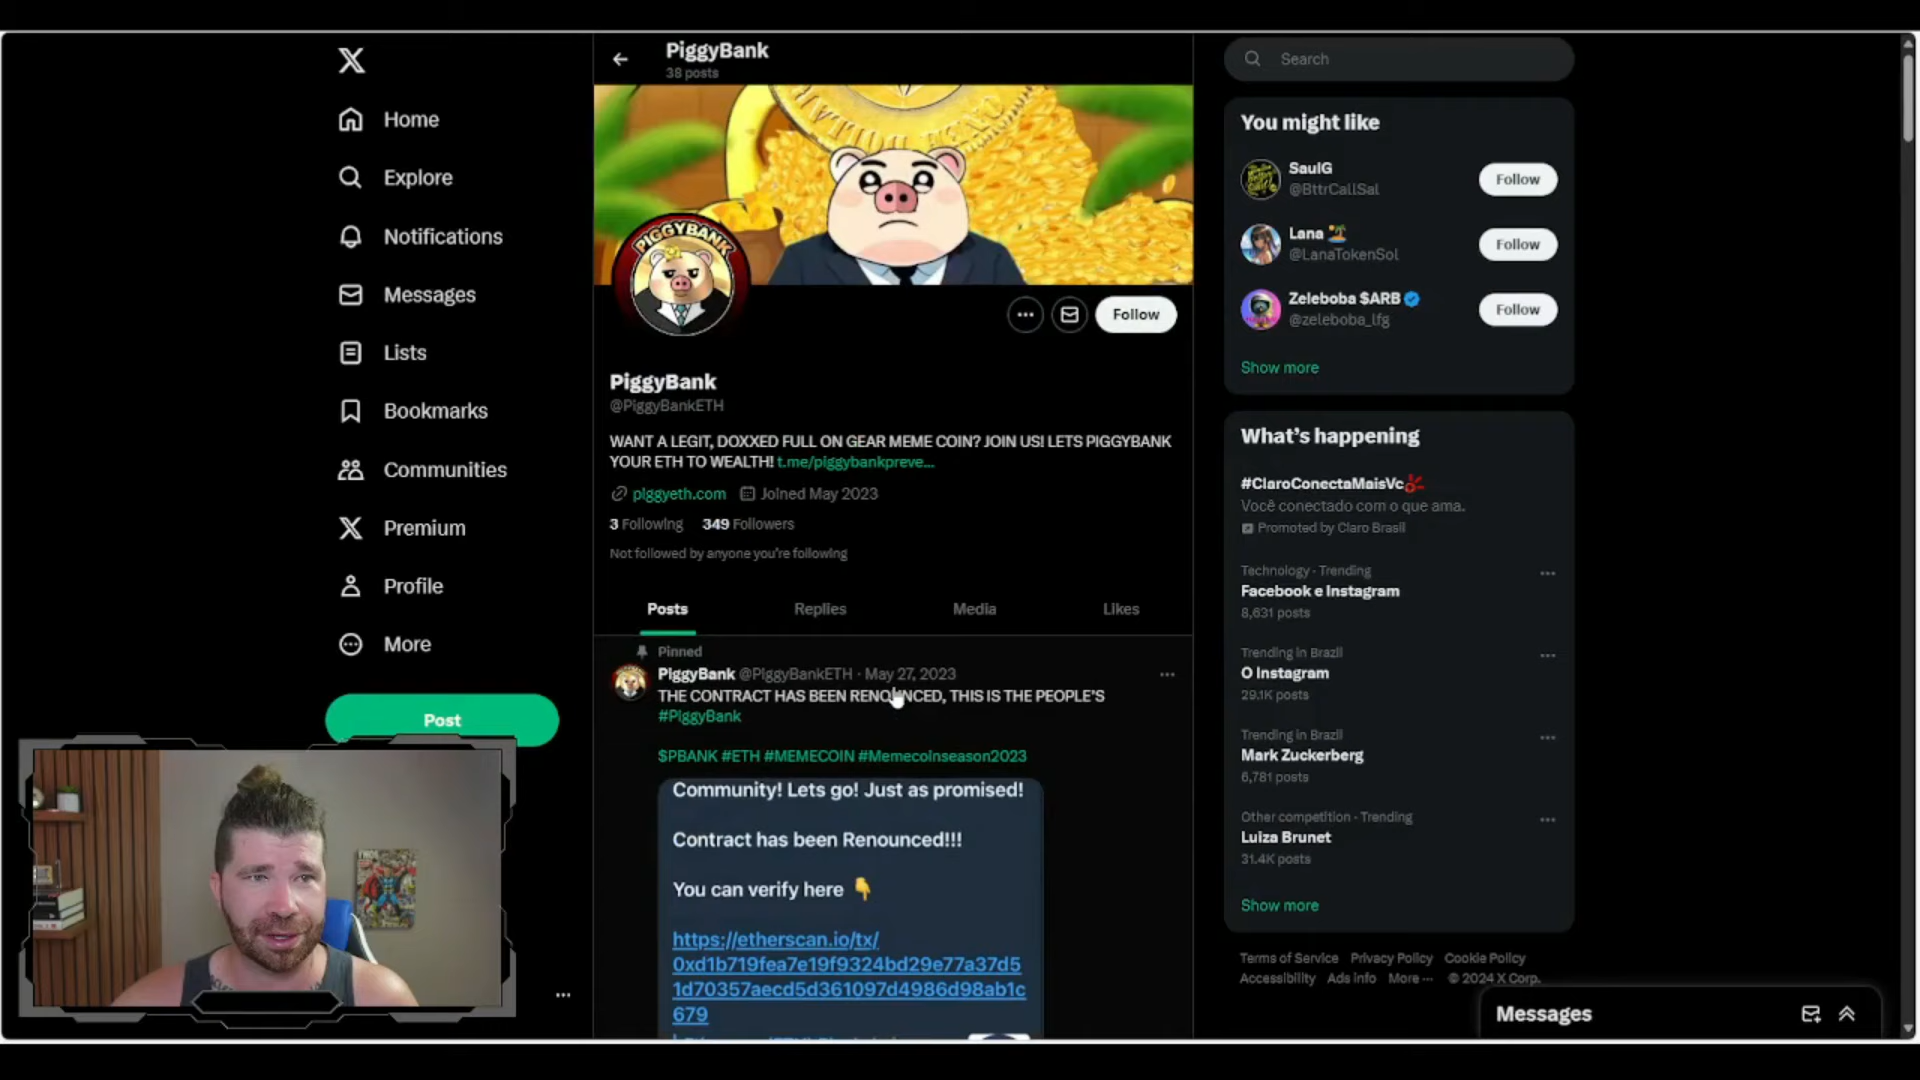 Home
Explore
Notifications
Messages
Lists
Bookmarks
Communities
Premium
Profile
More
Post
PiggyBank
38 posts
PIGGYBANK
Follow
PiggyBank
@PiggyBankETH
WANT A LEGIT, DOXXED FULL ON GEAR MEME COIN? JOIN US! LETS PIGGYBANK
YOUR ETH TO WEALTH! t.me/piggybankpreve...
piggyeth.com Joined May 2023
3 Following 349 Followers
Not followed by anyone you're following
Posts Replies Media Likes
Pinned
PiggyBank @PiggyBankETH · May 27, 2023
THE CONTRACT HAS BEEN RENOUNCED, THIS IS THE PEOPLE'S
#PiggyBank
$PBANK #ETH #MEMECOIN #Memecoinseason2023
Community! Lets go! Just as promised!
Contract has been Renounced!!!
You can verify here 👇
https://etherscan.io/tx/
0xd1b719fea7e19f9324bd29e77a37d5
1d70357aecd5d361097d4986d98ab1c
679
Search
You might like
SaulG
@BttrCallSal
Follow
Lana 🏝️
@LanaTokenSol
Follow
Zeleboba $ARB
@zeleboba_lfg
Follow
Show more
What's happening
#ClaroConectaMaisVc
Você conectado com o que ama.
Promoted by Claro Brasil
Technology · Trending
Facebook e Instagram
8,631 posts
Trending in Brazil
O Instagram
29.1K posts
Trending in Brazil
Mark Zuckerberg
6,781 posts
Other competition · Trending
Luiza Brunet
31.4K posts
Show more
Terms of Service Privacy Policy Cookie Policy
Accessibility Ads info More ··· © 2024 X Corp.
Messages